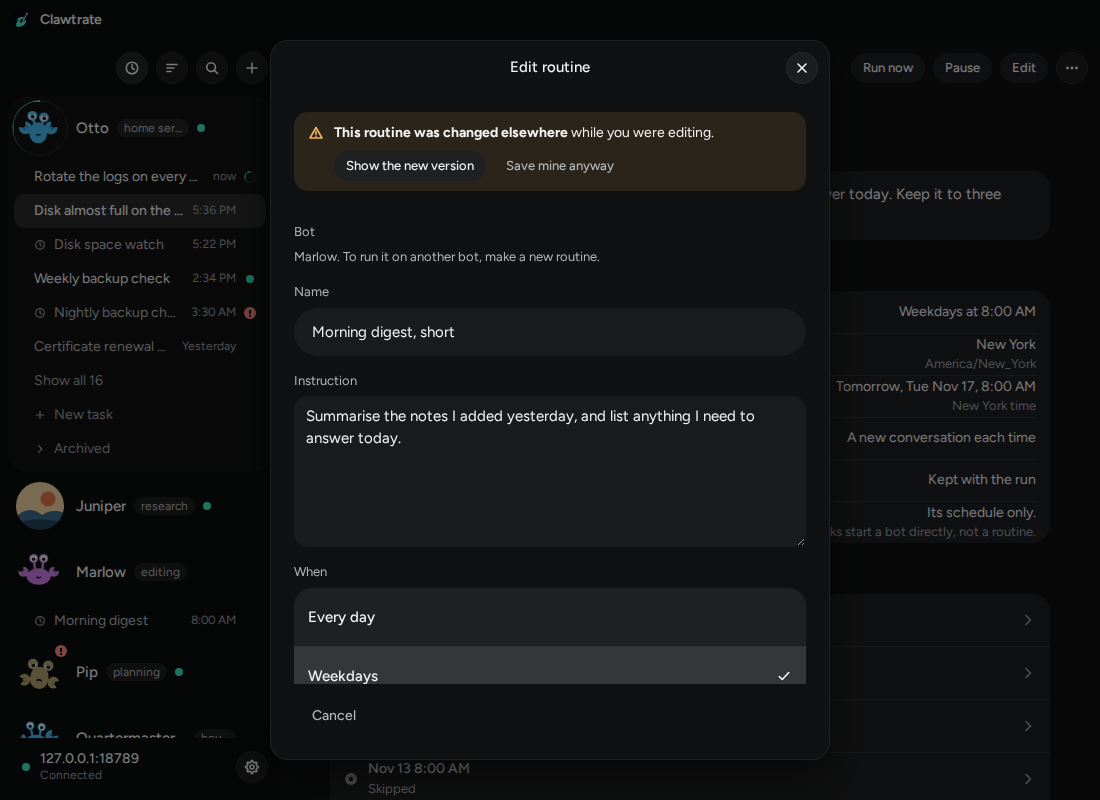 Clawtrate
Edit routine
Run now
Pause
Edit
This routine was changed elsewhere while you were editing.
Show the new version
Save mine anyway
Otto
home ser...
Rotate the logs on every ...
now
Disk almost full on the ...
5:36 PM
Disk space watch
5:22 PM
Weekly backup check
2:34 PM
Nightly backup ch...
3:30 AM
Certificate renewal ...
Yesterday
Show all 16
New task
Archived
Juniper
research
Marlow
editing
Morning digest
8:00 AM
Pip
planning
Quartermaster
127.0.0.1:18789
Connected
Bot
Marlow. To run it on another bot, make a new routine.
Name
Morning digest, short
Instruction
Summarise the notes I added yesterday, and list anything I need to
answer today.
When
Every day
Weekdays
Cancel
er today. Keep it to three
Weekdays at 8:00 AM
New York
America/New_York
Tomorrow, Tue Nov 17, 8:00 AM
New York time
A new conversation each time
Kept with the run
Its schedule only.
ks start a bot directly, not a routine.
Nov 13 8:00 AM
Skipped